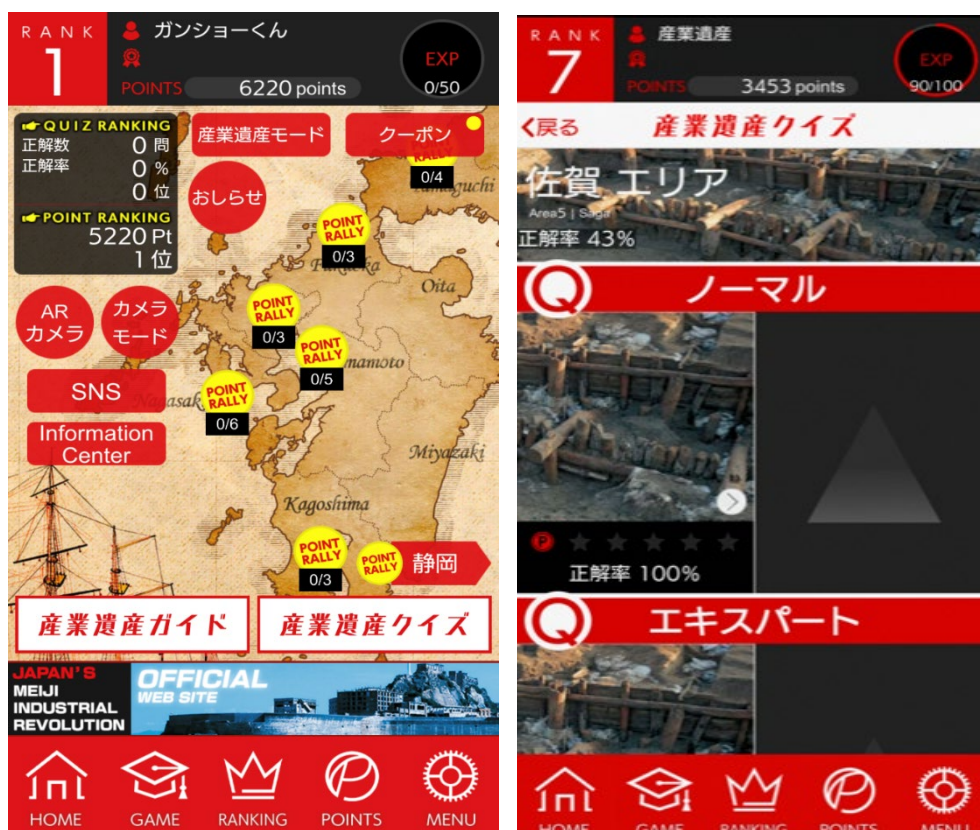 RANK
1
ガンショーくん
POINTS 6220 points
EXP
0/50
QUIZ RANKING
正解数 0 問
正解率 0 %
0 位
POINT RANKING
5220 Pt
1 位
産業遺産モード
クーポン
おしらせ
RALLY
0/4
POINT
RALLY
0/3
Oita
POINT
RALLY
0/3
POINT
RALLY
0/5
POINT
RALLY
0/6
AR
カメラ
カメラ
モード
SNS
Information
Center
Miyazaki
Kagoshima
POINT
RALLY
0/3
POINT
RALLY
静岡
産業遺産ガイド
産業遺産クイズ
JAPAN'S
MEIJI
INDUSTRIAL
REVOLUTION
OFFICIAL
WEB SITE
HOME
GAME
RANKING
POINTS
MENU
RANK
7
産業遺産
POINTS 3453 points
EXP
90/100
戻る
産業遺産クイズ
佐賀 エリア
Area5 | Saga
正解率 43%
Q ノーマル
P
正解率 100%
Q エキスパート
HOME
GAME
RANKING
POINTS
MENU